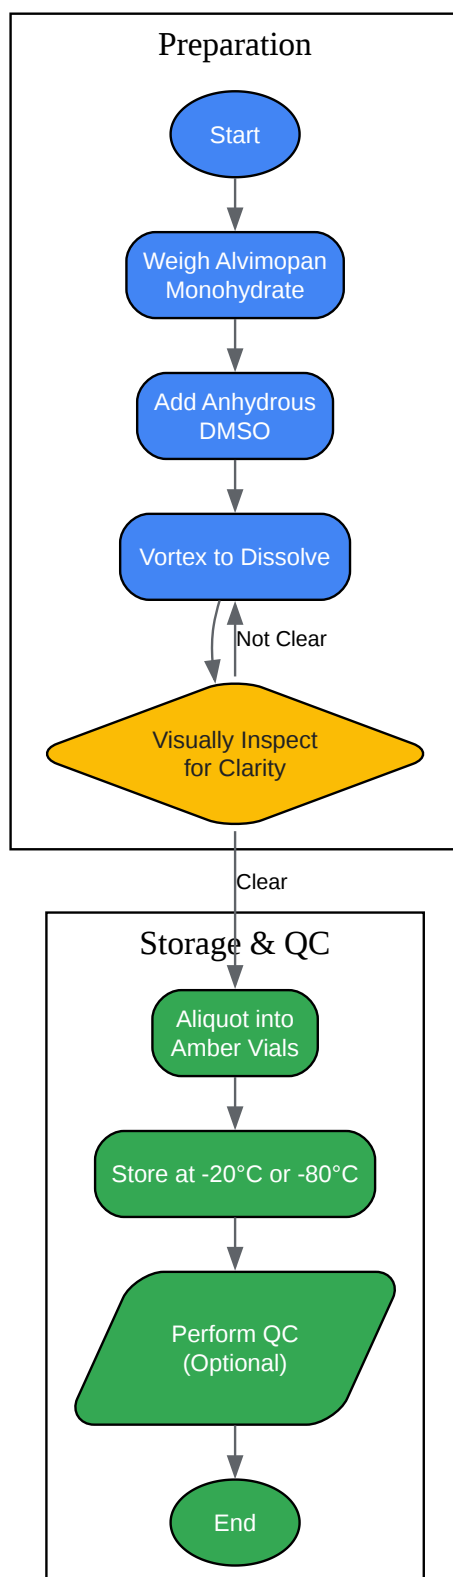 Preparation
Start
Weigh Alvimopan
Monohydrate
Add Anhydrous
DMSO
Vortex to Dissolve
Not Clear
Visually Inspect
for Clarity
Clear
Storage & QC
Aliquot into
Amber Vials
Store at -20°C or -80°C
Perform QC
(Optional)
End